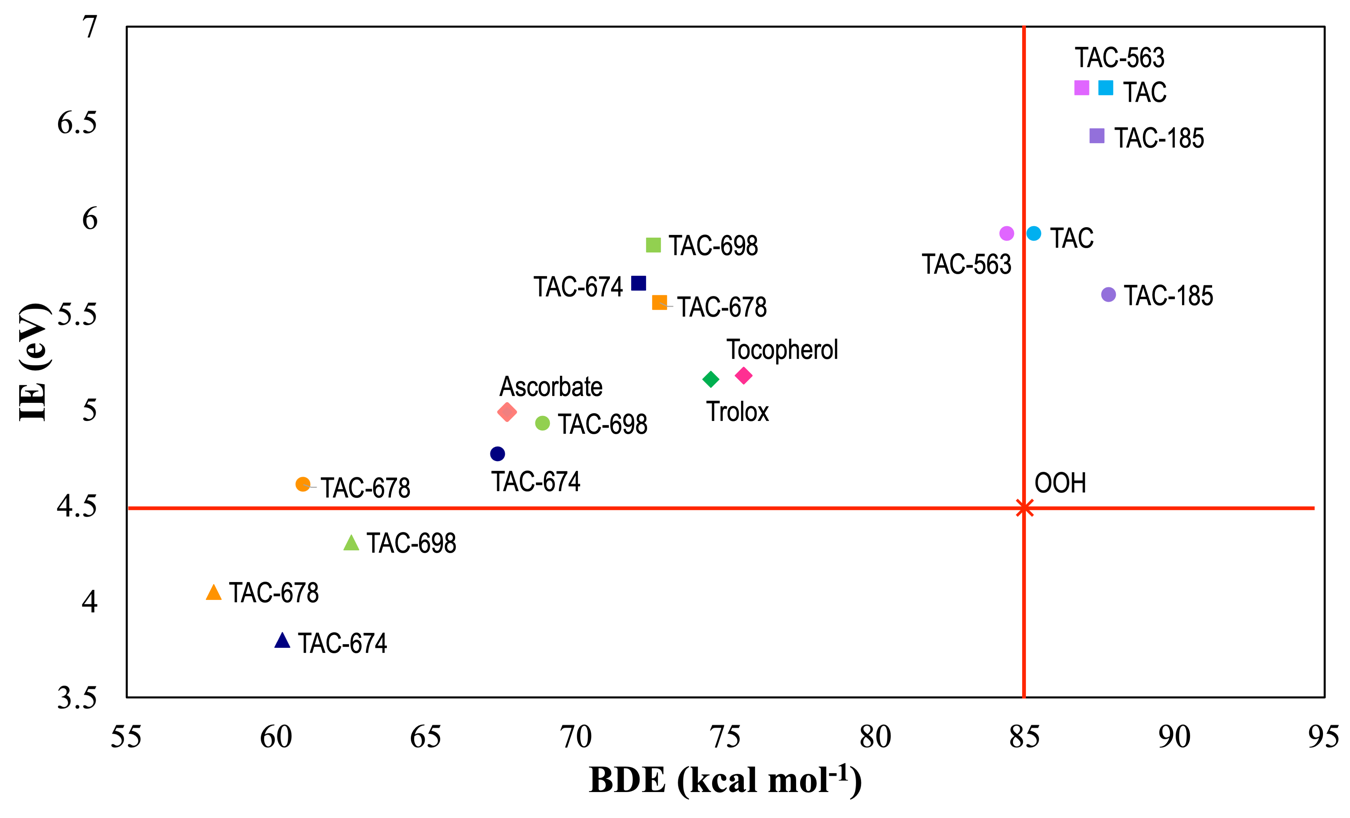 7
TAC-563
TAC
6.5
TAC-185
6
TAC-698
TAC
TAC-563
TAC-674
TAC-185
TAC-678
5.5
IE (eV)
Tocopherol
Ascorbate
Trolox
5
TAC-698
TAC-674
TAC-678
OOH
4.5
TAC-698
TAC-678
4
TAC-674
3.5
55 60 65 70 75 80 85 90 95
BDE (kcal mol⁻¹)